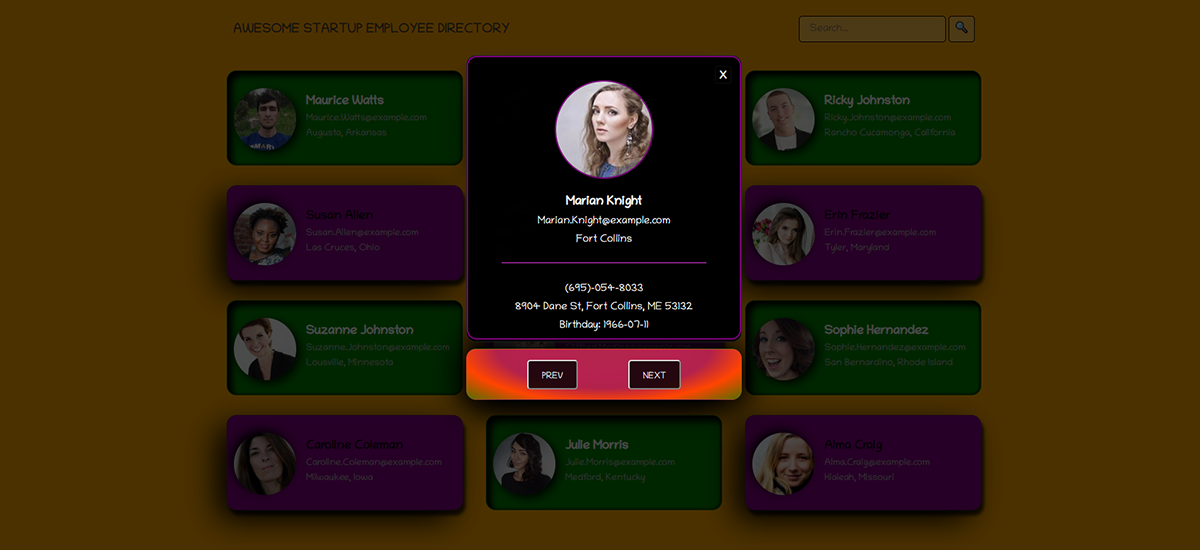 AWESOME STARTUP EMPLOYEE DIRECTORY
Search...
X
Marian Knight
Marian.Knight@example.com
Fort Collins
(695)-054-8033
8904 Dane St, Fort Collins, ME 53132
Birthday: 1966-07-11
PREV
NEXT
Maurice Watts
Maurice.Watts@example.com
Augusta, Arkansas
Ricky Johnston
Ricky.Johnston@example.com
Rancho Cucamonga, California
Susan Allen
Susan.Allen@example.com
Las Cruces, Ohio
Erin Frazier
Erin.Frazier@example.com
Tyler, Maryland
Suzanne Johnston
Suzanne.Johnston@example.com
Louisville, Minnesota
Sophie Hernandez
Sophie.Hernandez@example.com
San Bernardino, Rhode Island
Caroline Coleman
Caroline.Coleman@example.com
Milwaukee, Iowa
Julie Morris
Julie.Morris@example.com
Medford, Kentucky
Alma Craig
Alma.Craig@example.com
Hialeah, Missouri